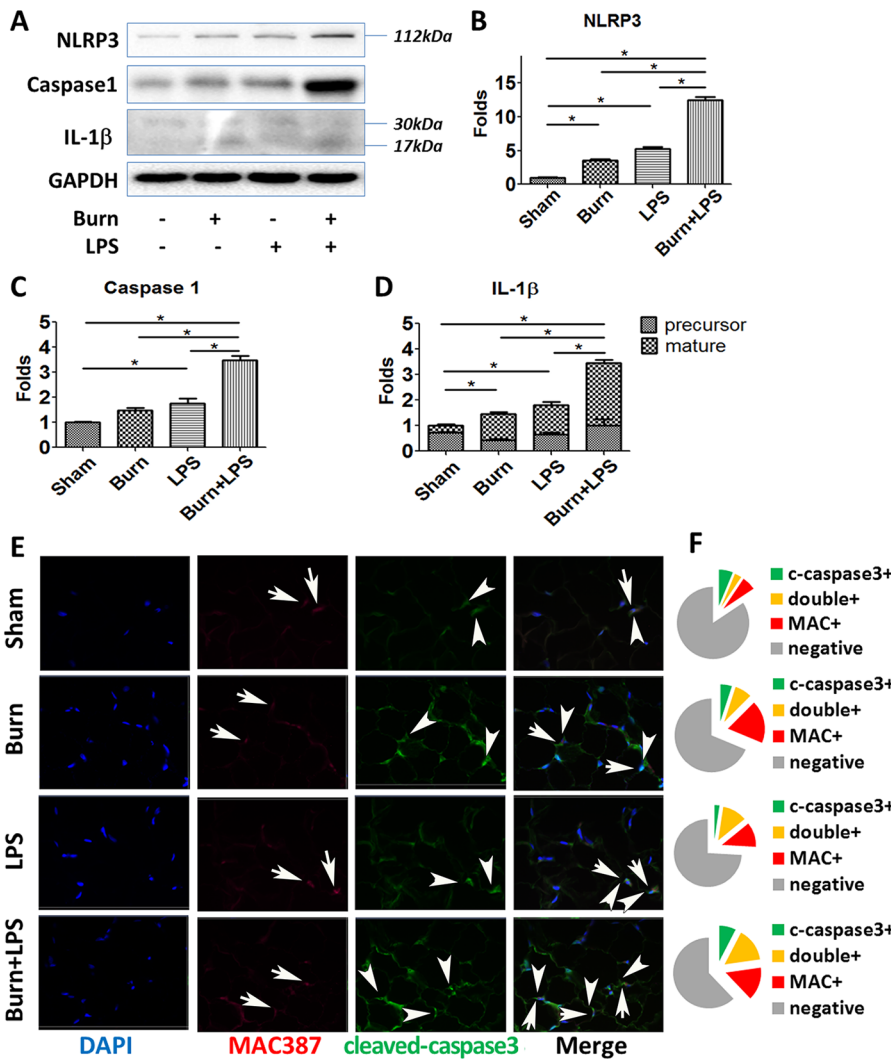 A
NLRP3
112kDa
Caspase1
IL-1β
30kDa
17kDa
GAPDH
Burn - + - +
LPS - - + +
B
NLRP3
Folds
15
10
5
0
* * * * *
Sham Burn LPS Burn+LPS
C
Caspase 1
Folds
5
4
3
2
1
0
* * * *
Sham Burn LPS Burn+LPS
D
IL-1β
Folds
5
4
3
2
1
0
* * * * *
precursor
mature
Sham Burn LPS Burn+LPS
E
Sham
Burn
LPS
Burn+LPS
DAPI MAC387 cleaved-caspase3 Merge
F
c-caspase3+
double+
MAC+
negative
c-caspase3+
double+
MAC+
negative
c-caspase3+
double+
MAC+
negative
c-caspase3+
double+
MAC+
negative